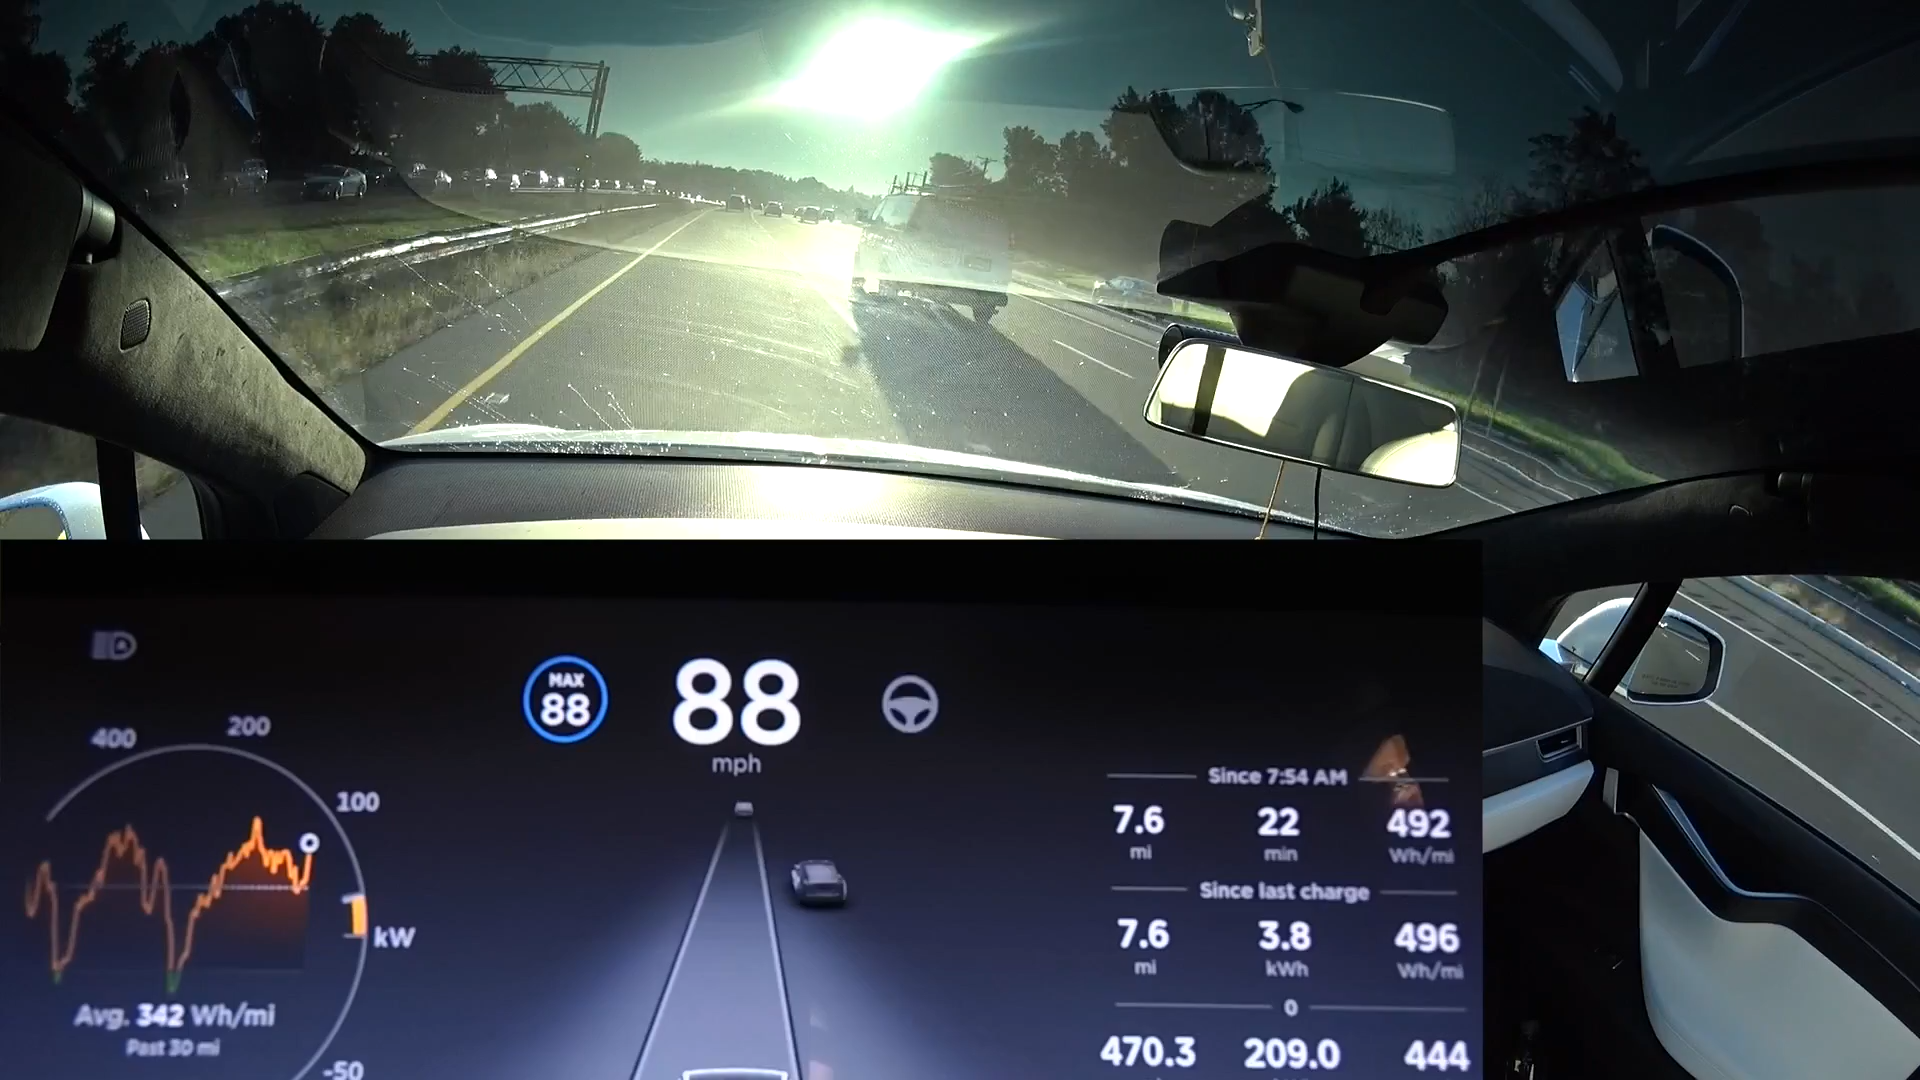 MAX
88
88
mph
400
200
100
kW
-50
Avg. 342 Wh/mi
Past 30 mi
Since 7:54 AM
7.6 22 492
mi min Wh/mi
Since last charge
7.6 3.8 496
mi kWh Wh/mi
0
470.3 209.0 444